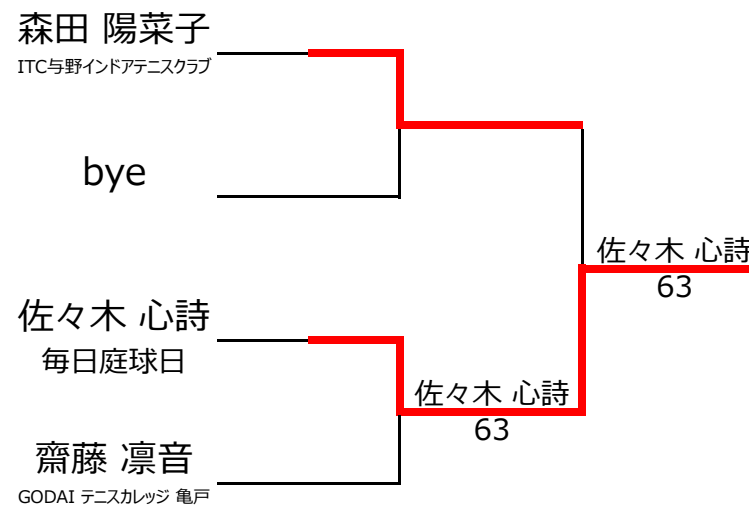 森田 陽菜子
ITC与野インドアテニスクラブ
bye
佐々木 心詩
63
佐々木 心詩
毎日庭球日
佐々木 心詩
63
齋藤 凛音
GODAI テニスカレッジ 亀戸